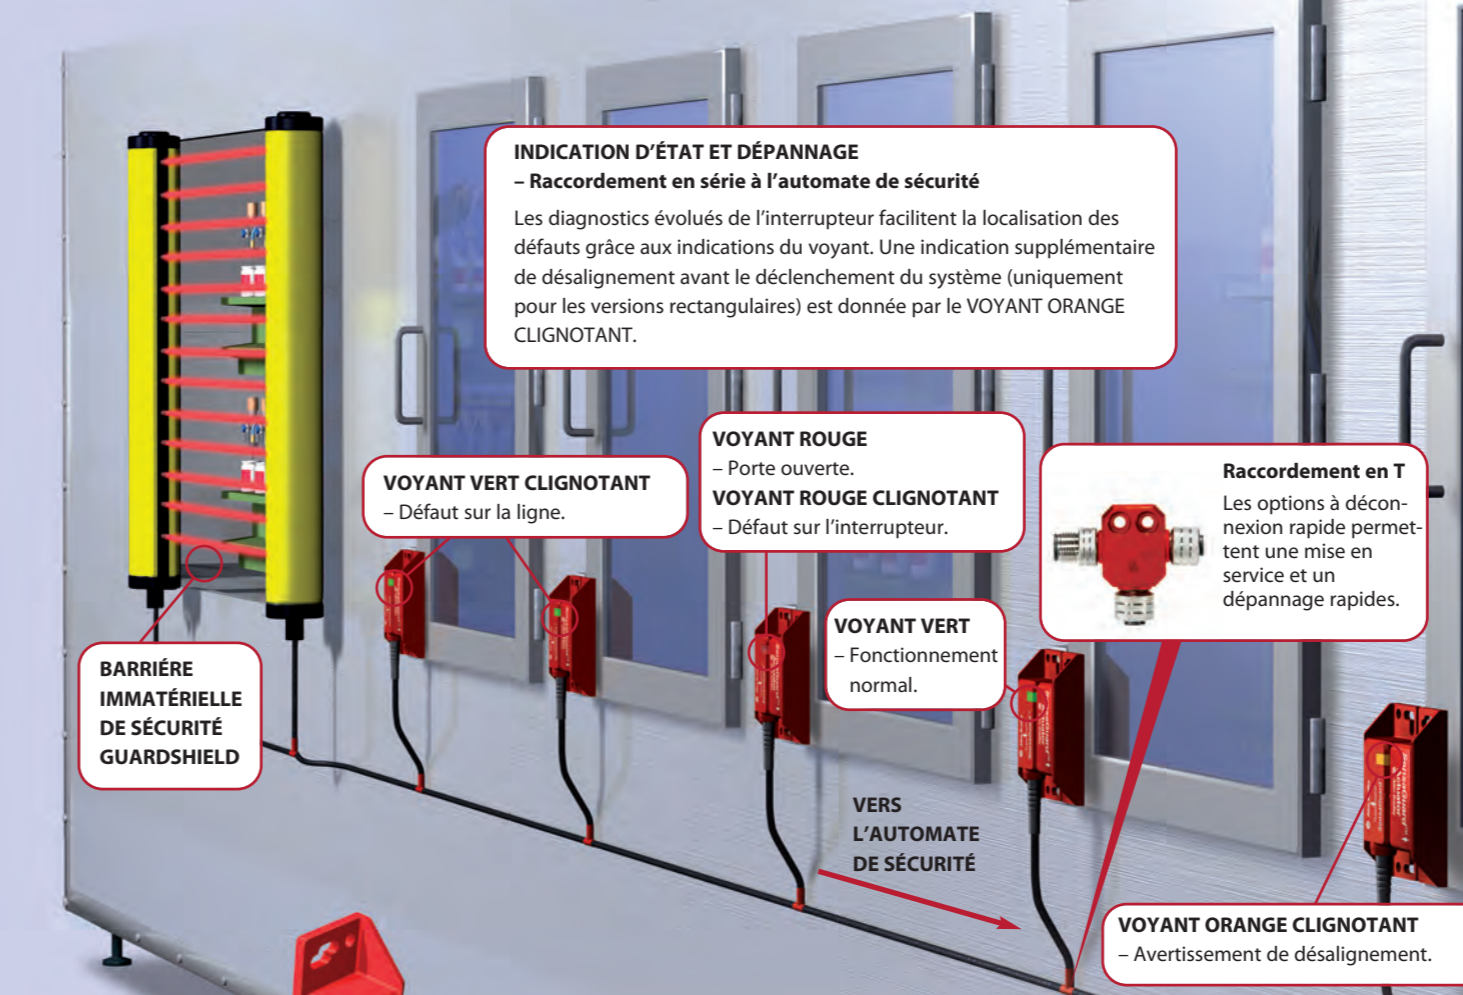 INDICATION D’ÉTAT ET DÉPANNAGE
– Raccordement en série à l’automate de sécurité
Les diagnostics évolués de l’interrupteur facilitent la localisation des
défauts grâce aux indications du voyant. Une indication supplémentaire
de désalignement avant le déclenchement du système (uniquement
pour les versions rectangulaires) est donnée par le VOYANT ORANGE
CLIGNOTANT.
VOYANT VERT CLIGNOTANT
– Défaut sur la ligne.
VOYANT ROUGE
– Porte ouverte.
VOYANT ROUGE CLIGNOTANT
– Défaut sur l’interrupteur.
Raccordement en T
Les options à décon-
nexion rapide permet-
tent une mise en
service et un
dépannage rapides.
VOYANT VERT
– Fonctionnement
normal.
BARRIÉRE
IMMATÉRIELLE
DE SÉCURITÉ
GUARDSHIELD
VERS
L’AUTOMATE
DE SÉCURITÉ
VOYANT ORANGE CLIGNOTANT
– Avertissement de désalignement.
SensaGuard
Actuator